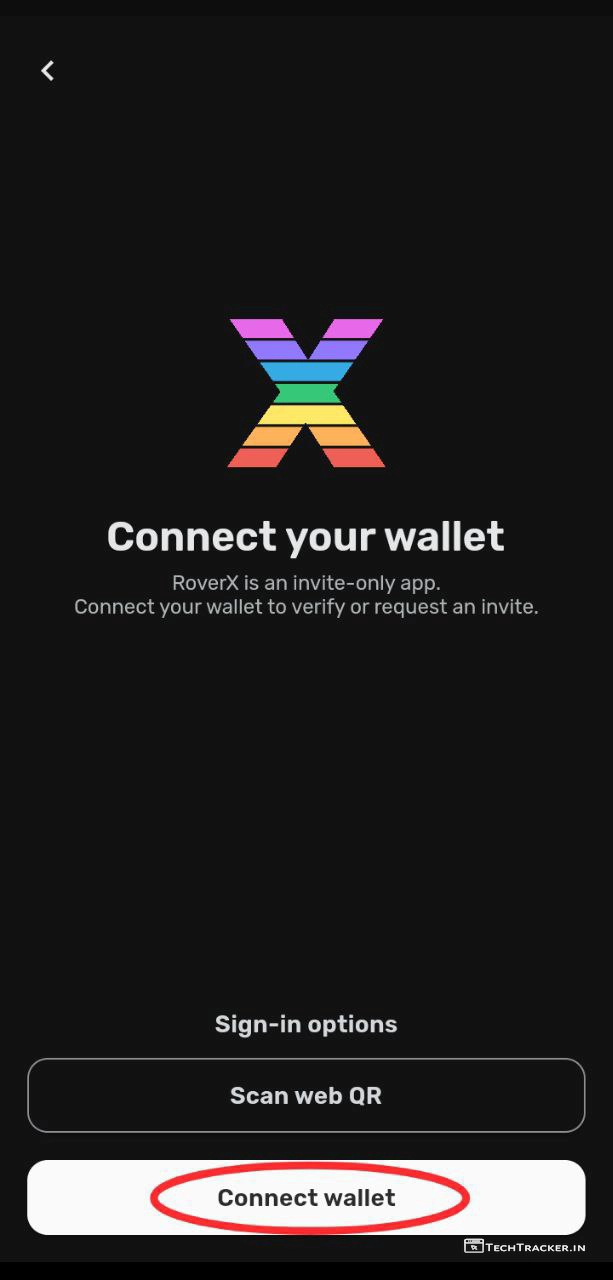 Connect your wallet
RoverX is an invite-only app.
Connect your wallet to verify or request an invite.
Sign-in options
Scan web QR
Connect wallet
TechTracker.in